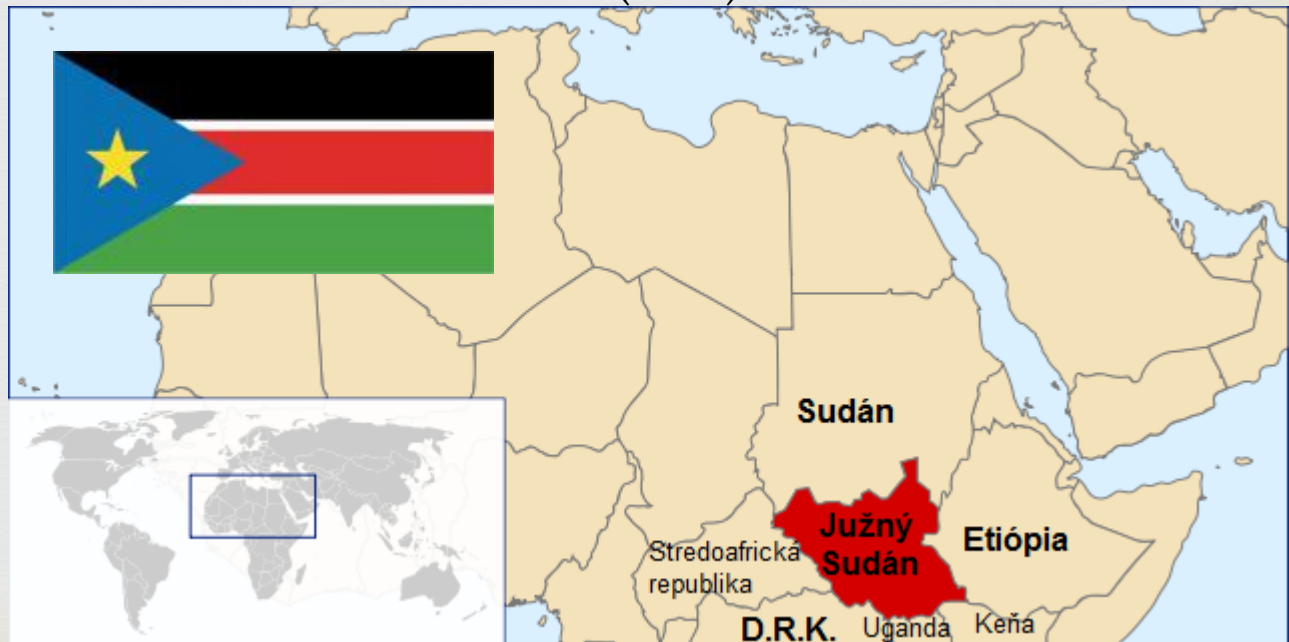 Sudán
Južný
Sudán
Etiópia
Stredoafrická
republika
D.R.K.
Uganda
Keňa